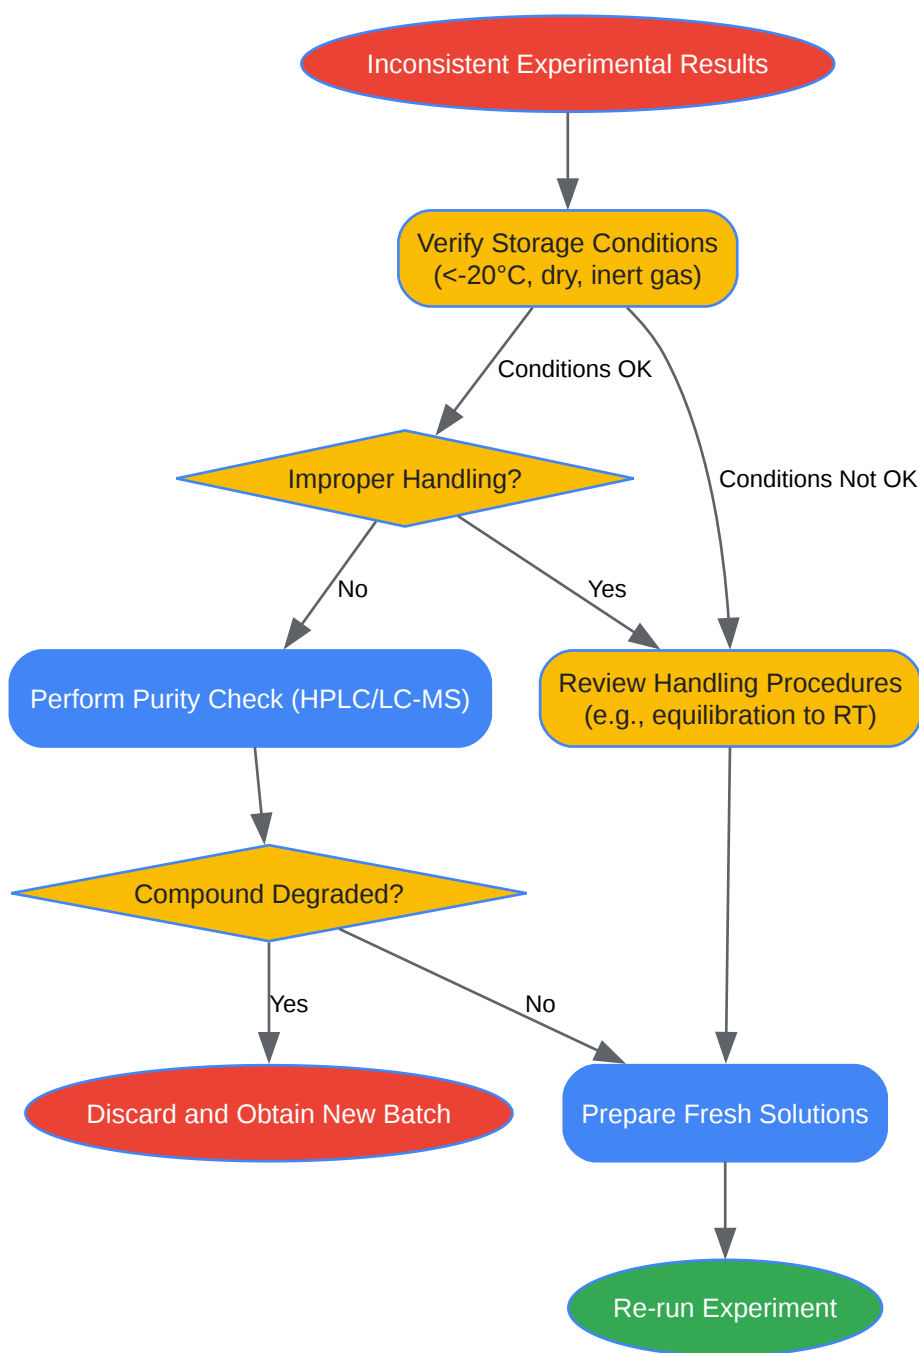 Inconsistent Experimental Results
Verify Storage Conditions
(<-20°C, dry, inert gas)
Conditions OK
Improper Handling?
Conditions Not OK
No
Yes
Perform Purity Check (HPLC/LC-MS)
Review Handling Procedures
(e.g., equilibration to RT)
Compound Degraded?
Yes
No
Discard and Obtain New Batch
Prepare Fresh Solutions
Re-run Experiment